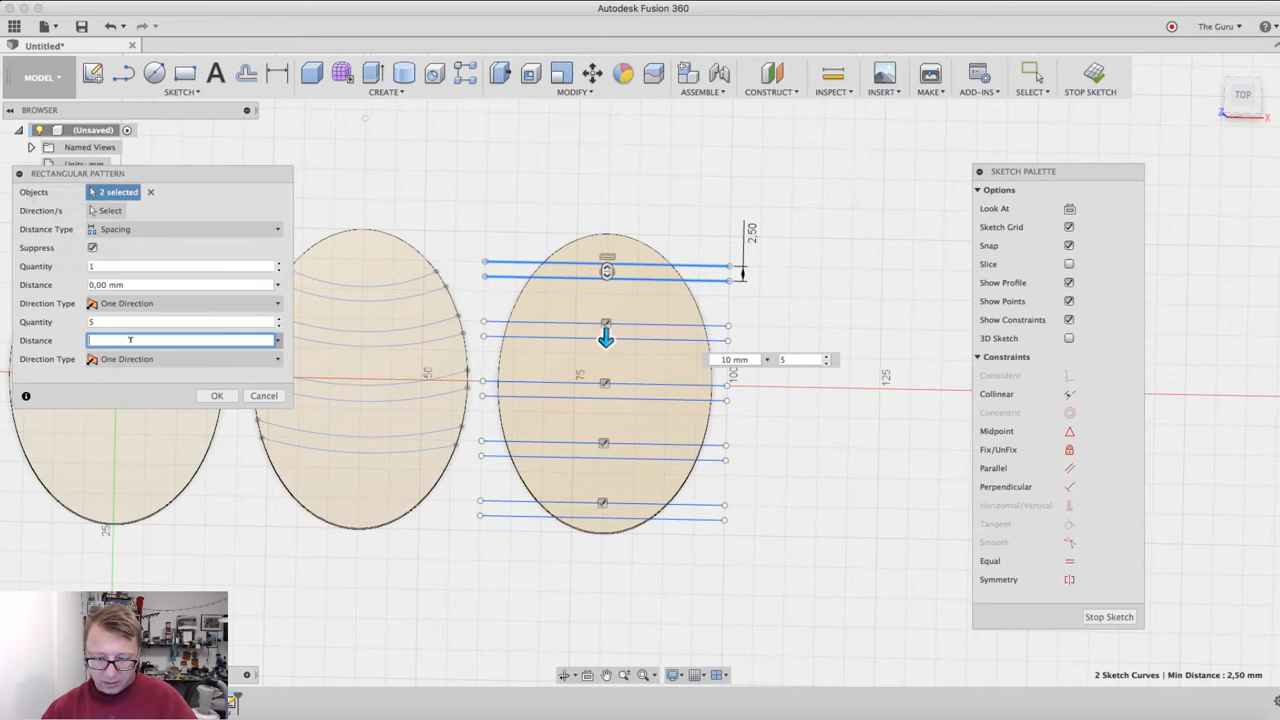 Autodesk Fusion 360
The Guru
Untitled*
MODEL
SKETCH
CREATE
MODIFY
ASSEMBLE
CONSTRUCT
INSPECT
INSERT
MAKE
ADD-INS
SELECT
STOP SKETCH
BROWSER
(Unsaved)
Named Views
Units: mm
TOP
Z
X
RECTANGULAR PATTERN
Objects 2 selected
Direction/s Select
Distance Type Spacing
Suppress
Quantity 1
Distance 0,00 mm
Direction Type One Direction
Quantity 5
Distance
Direction Type One Direction
OK Cancel
2,50
10 mm 5
25
50
75
100
125
SKETCH PALETTE
Options
Look At
Sketch Grid
Snap
Slice
Show Profile
Show Points
Show Constraints
3D Sketch
Constraints
Coincident
Collinear
Concentric
Midpoint
Fix/UnFix
Parallel
Perpendicular
Horizontal/Vertical
Tangent
Smooth
Equal
Symmetry
Stop Sketch
2 Sketch Curves | Min Distance : 2,50 mm